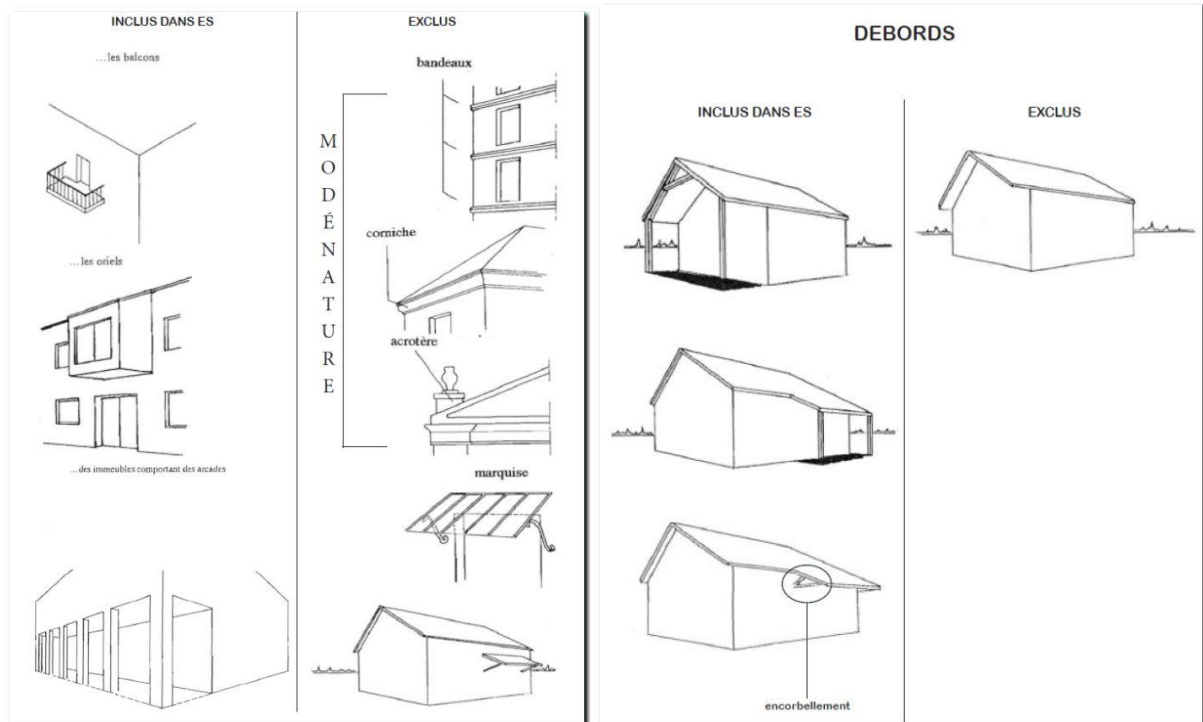 INCLUS DANS ES
...les balcons
...les oriels
...des immeubles comportant des arcades
EXCLUS
bandeaux
MODÉNATURE
corniche
acrotère
marquise
DEBORDS
INCLUS DANS ES
encorbellement
EXCLUS